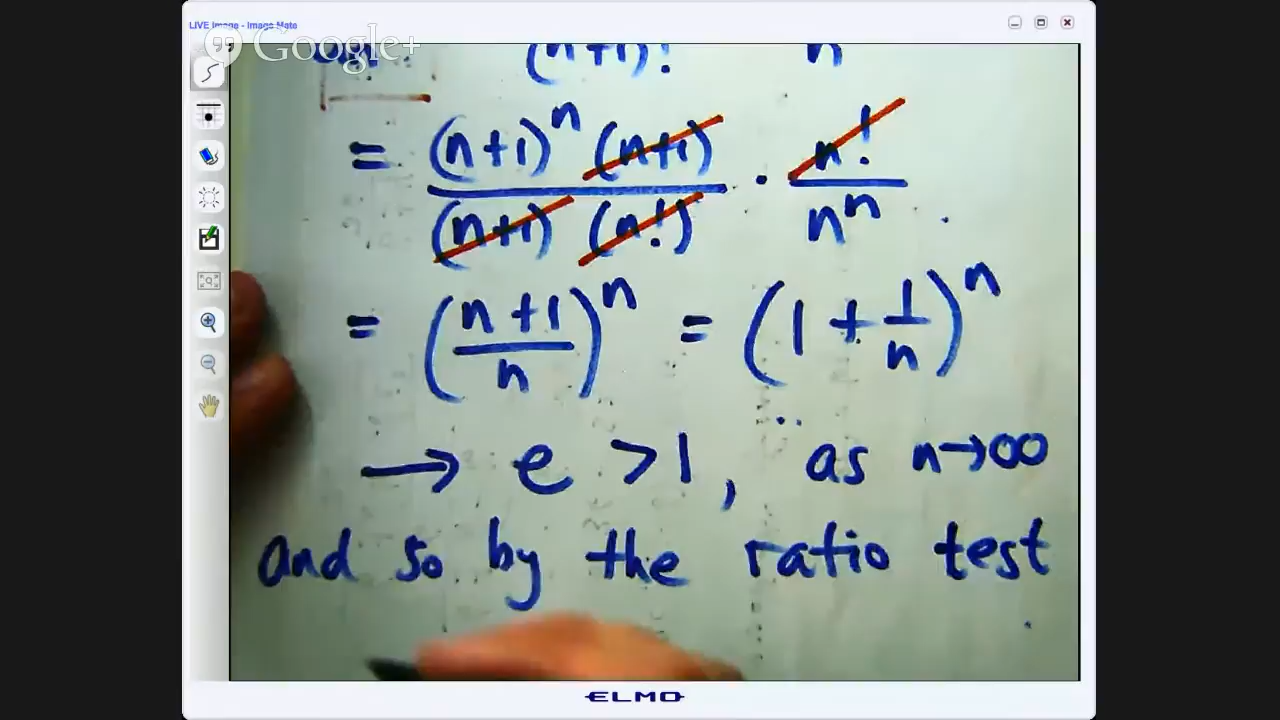 LIVE Image - Image Mate
Google+
(n+1)! n
= (n+1)^n (n+1) / (n+1) (n!) · n! / n^n
= ((n+1)/n)^n = (1 + 1/n)^n
→ e > 1, as n→∞
and so by the ratio test
ELMO